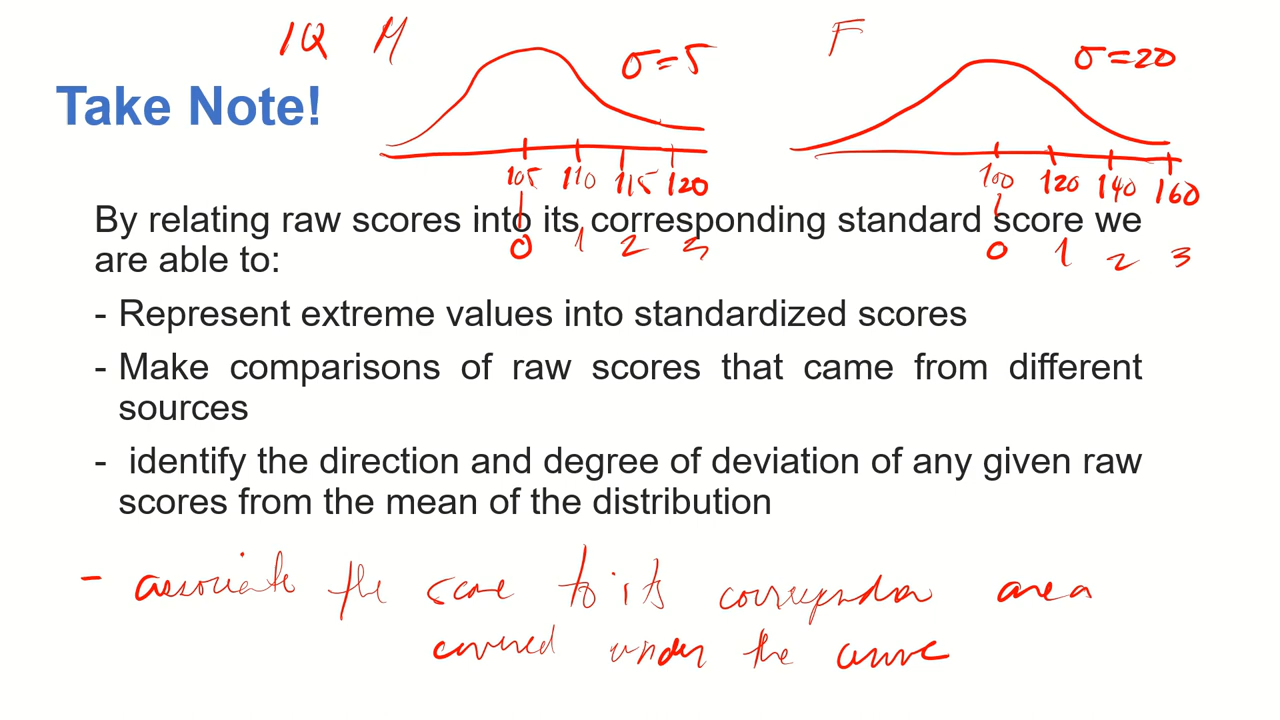 IQ M σ=5 F σ=20
Take Note!
105 110 115 120 100 120 140 160
By relating raw scores into its corresponding standard score we
0 1 2 3 0 1 2 3
are able to:
- Represent extreme values into standardized scores
- Make comparisons of raw scores that came from different
sources
- identify the direction and degree of deviation of any given raw
scores from the mean of the distribution
- associate the score to its area
covered under the curve